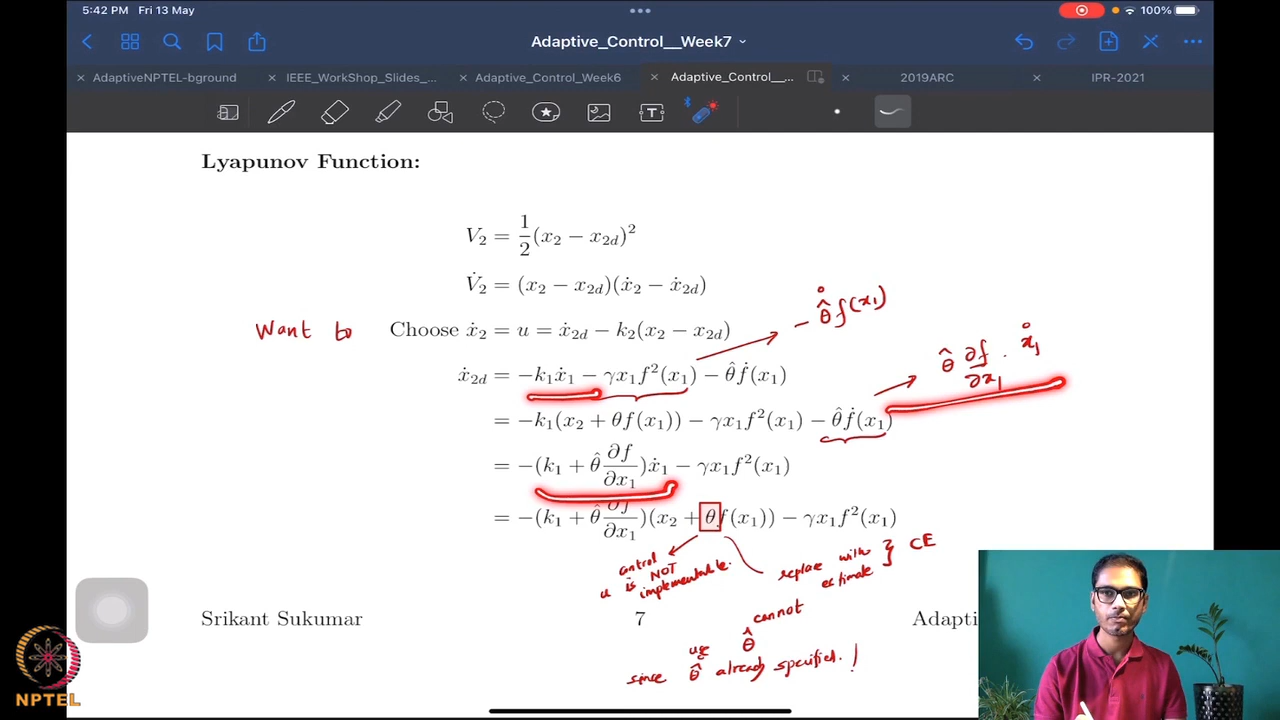 5:42 PM Fri 13 May
100%
Adaptive_Control__Week7
AdaptiveNPTEL-bground
IEEE_WorkShop_Slides_...
Adaptive_Control_Week6
Adaptive_Control__...
2019ARC
IPR-2021
Lyapunov Function:
V₂ = 1/2 (x₂ − x₂d)²
V̇₂ = (x₂ − x₂d)(ẋ₂ − ẋ₂d)
− θ̂̇ f(x₁)
Want to Choose ẋ₂ = u = ẋ₂d − k₂(x₂ − x₂d)
θ̂ ∂f/∂x₁ · ẋ₁
ẋ₂d = −k₁ẋ₁ − γx₁f²(x₁) − θ̂ḟ(x₁)
= −k₁(x₂ + θf(x₁)) − γx₁f²(x₁) − θ̂ḟ(x₁)
= −(k₁ + θ̂ ∂f/∂x₁)ẋ₁ − γx₁f²(x₁)
= −(k₁ + θ̂ ∂f/∂x₁)(x₂ + θf(x₁)) − γx₁f²(x₁)
control
u is NOT
implementable.
replace with
estimate } CE
cannot
use θ̂
since θ̂ already specified. !
Srikant Sukumar
7
Adapti
NPTEL